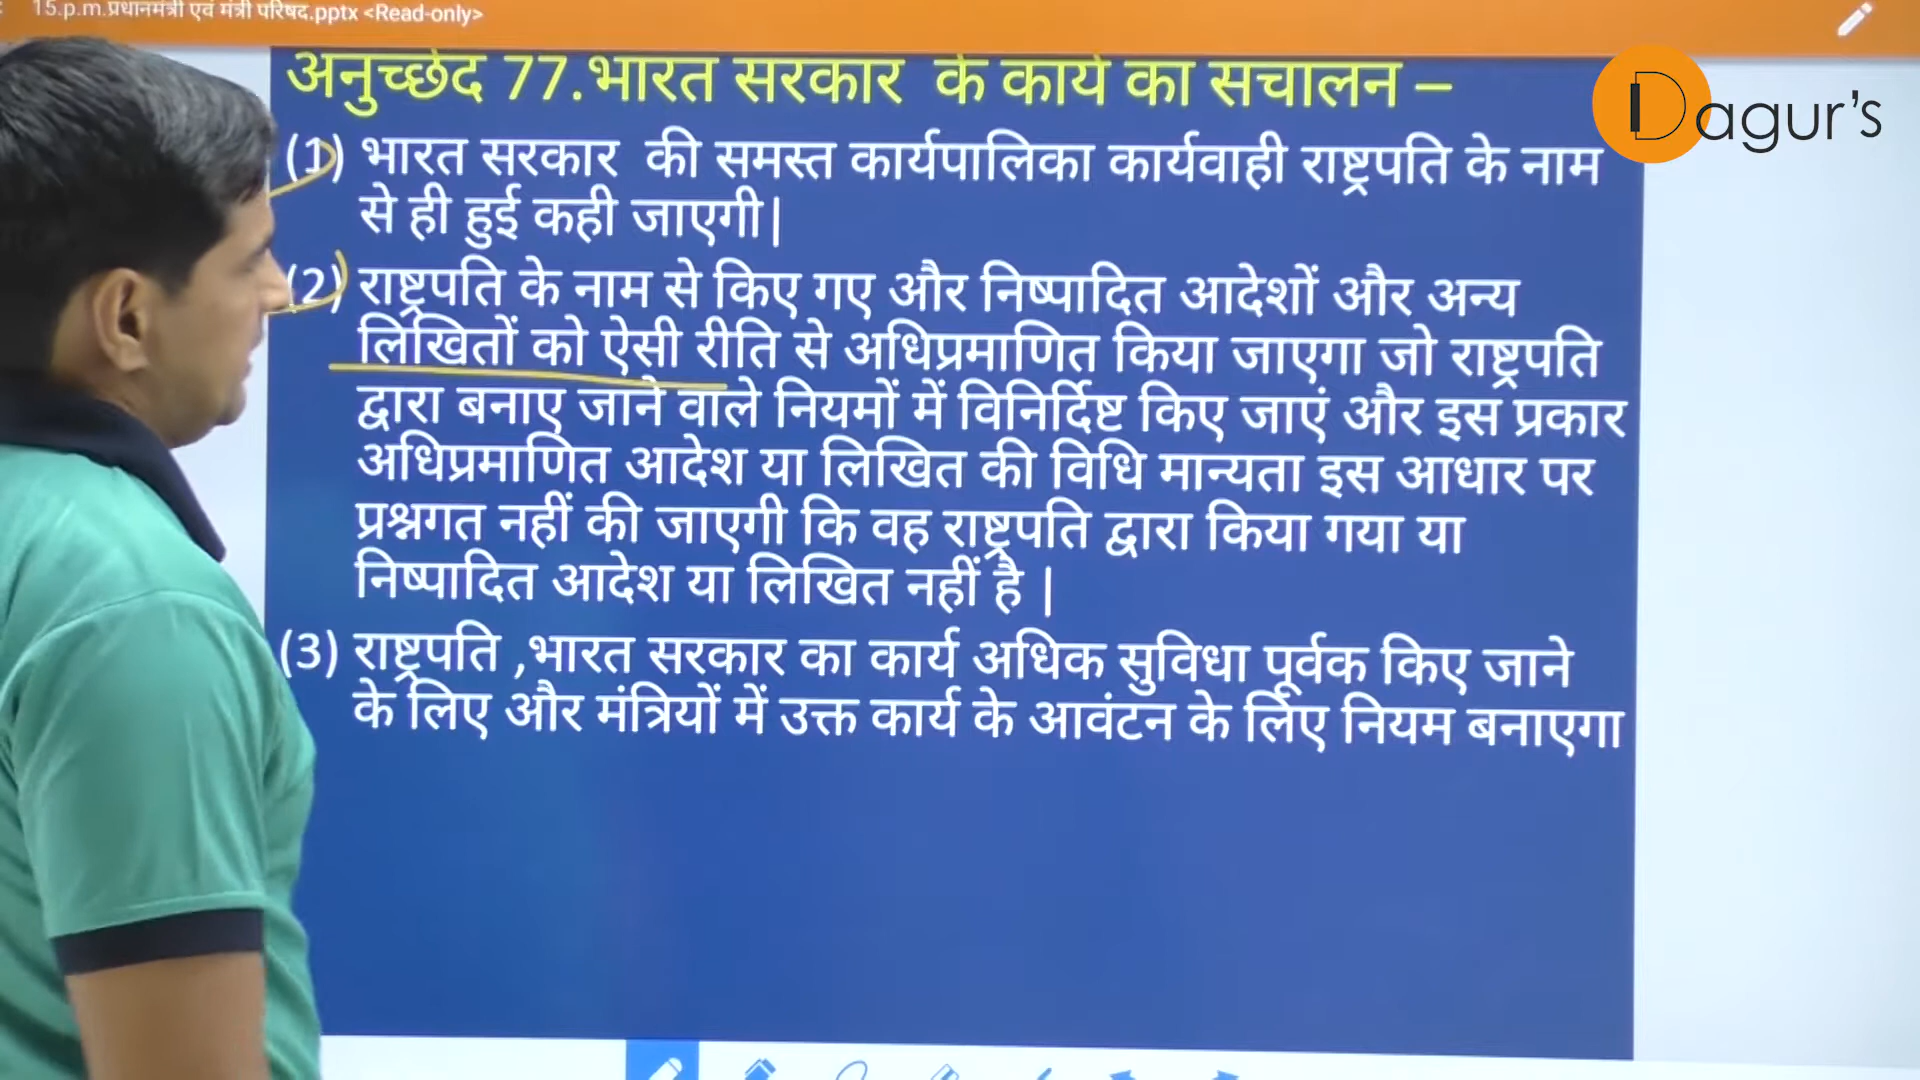 15.p.m.प्रधानमंत्री एवं मंत्री परिषद.pptx <Read-only>
Dagur's
अनुच्छेद 77.भारत सरकार के कार्य का सचालन –
(1) भारत सरकार की समस्त कार्यपालिका कार्यवाही राष्ट्रपति के नाम
से ही हुई कही जाएगी|
(2) राष्ट्रपति के नाम से किए गए और निष्पादित आदेशों और अन्य
लिखितों को ऐसी रीति से अधिप्रमाणित किया जाएगा जो राष्ट्रपति
द्वारा बनाए जाने वाले नियमों में विनिर्दिष्ट किए जाएं और इस प्रकार
अधिप्रमाणित आदेश या लिखित की विधि मान्यता इस आधार पर
प्रश्नगत नहीं की जाएगी कि वह राष्ट्रपति द्वारा किया गया या
निष्पादित आदेश या लिखित नहीं है |
(3) राष्ट्रपति ,भारत सरकार का कार्य अधिक सुविधा पूर्वक किए जाने
के लिए और मंत्रियों में उक्त कार्य के आवंटन के लिए नियम बनाएगा